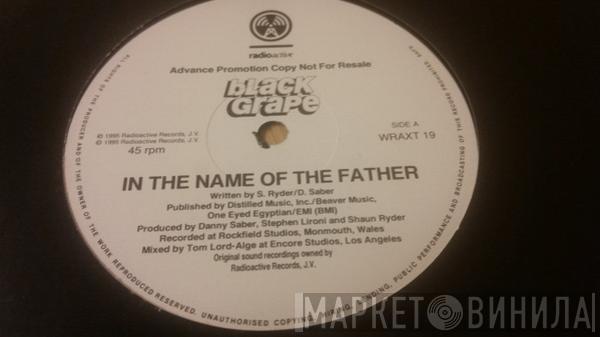 radioactive
Advance Promotion Copy Not For Resale
black
Grape
℗ 1995 Radioactive Records, J.V.
© 1995 Radioactive Records, J.V.
45 rpm
SIDE A
WRAXT 19
IN THE NAME OF THE FATHER
Written by S. Ryder/D. Saber
Published by Distilled Music, Inc./Beaver Music,
One Eyed Egyptian/EMI (BMI)
Produced by Danny Saber, Stephen Lironi and Shaun Ryder
Recorded at Rockfield Studios, Monmouth, Wales
Mixed by Tom Lord-Alge at Encore Studios, Los Angeles
Original sound recordings owned by
Radioactive Records, J.V.
ALL RIGHTS OF THE PRODUCER AND OF THE OWNER OF THE WORK REPRODUCED RESERVED. UNAUTHORISED COPYING, HIRING, LENDING, PUBLIC PERFORMANCE AND BROADCASTING OF THIS RECORD PROHIBITED.
МАРКЕТ ВИНИЛА